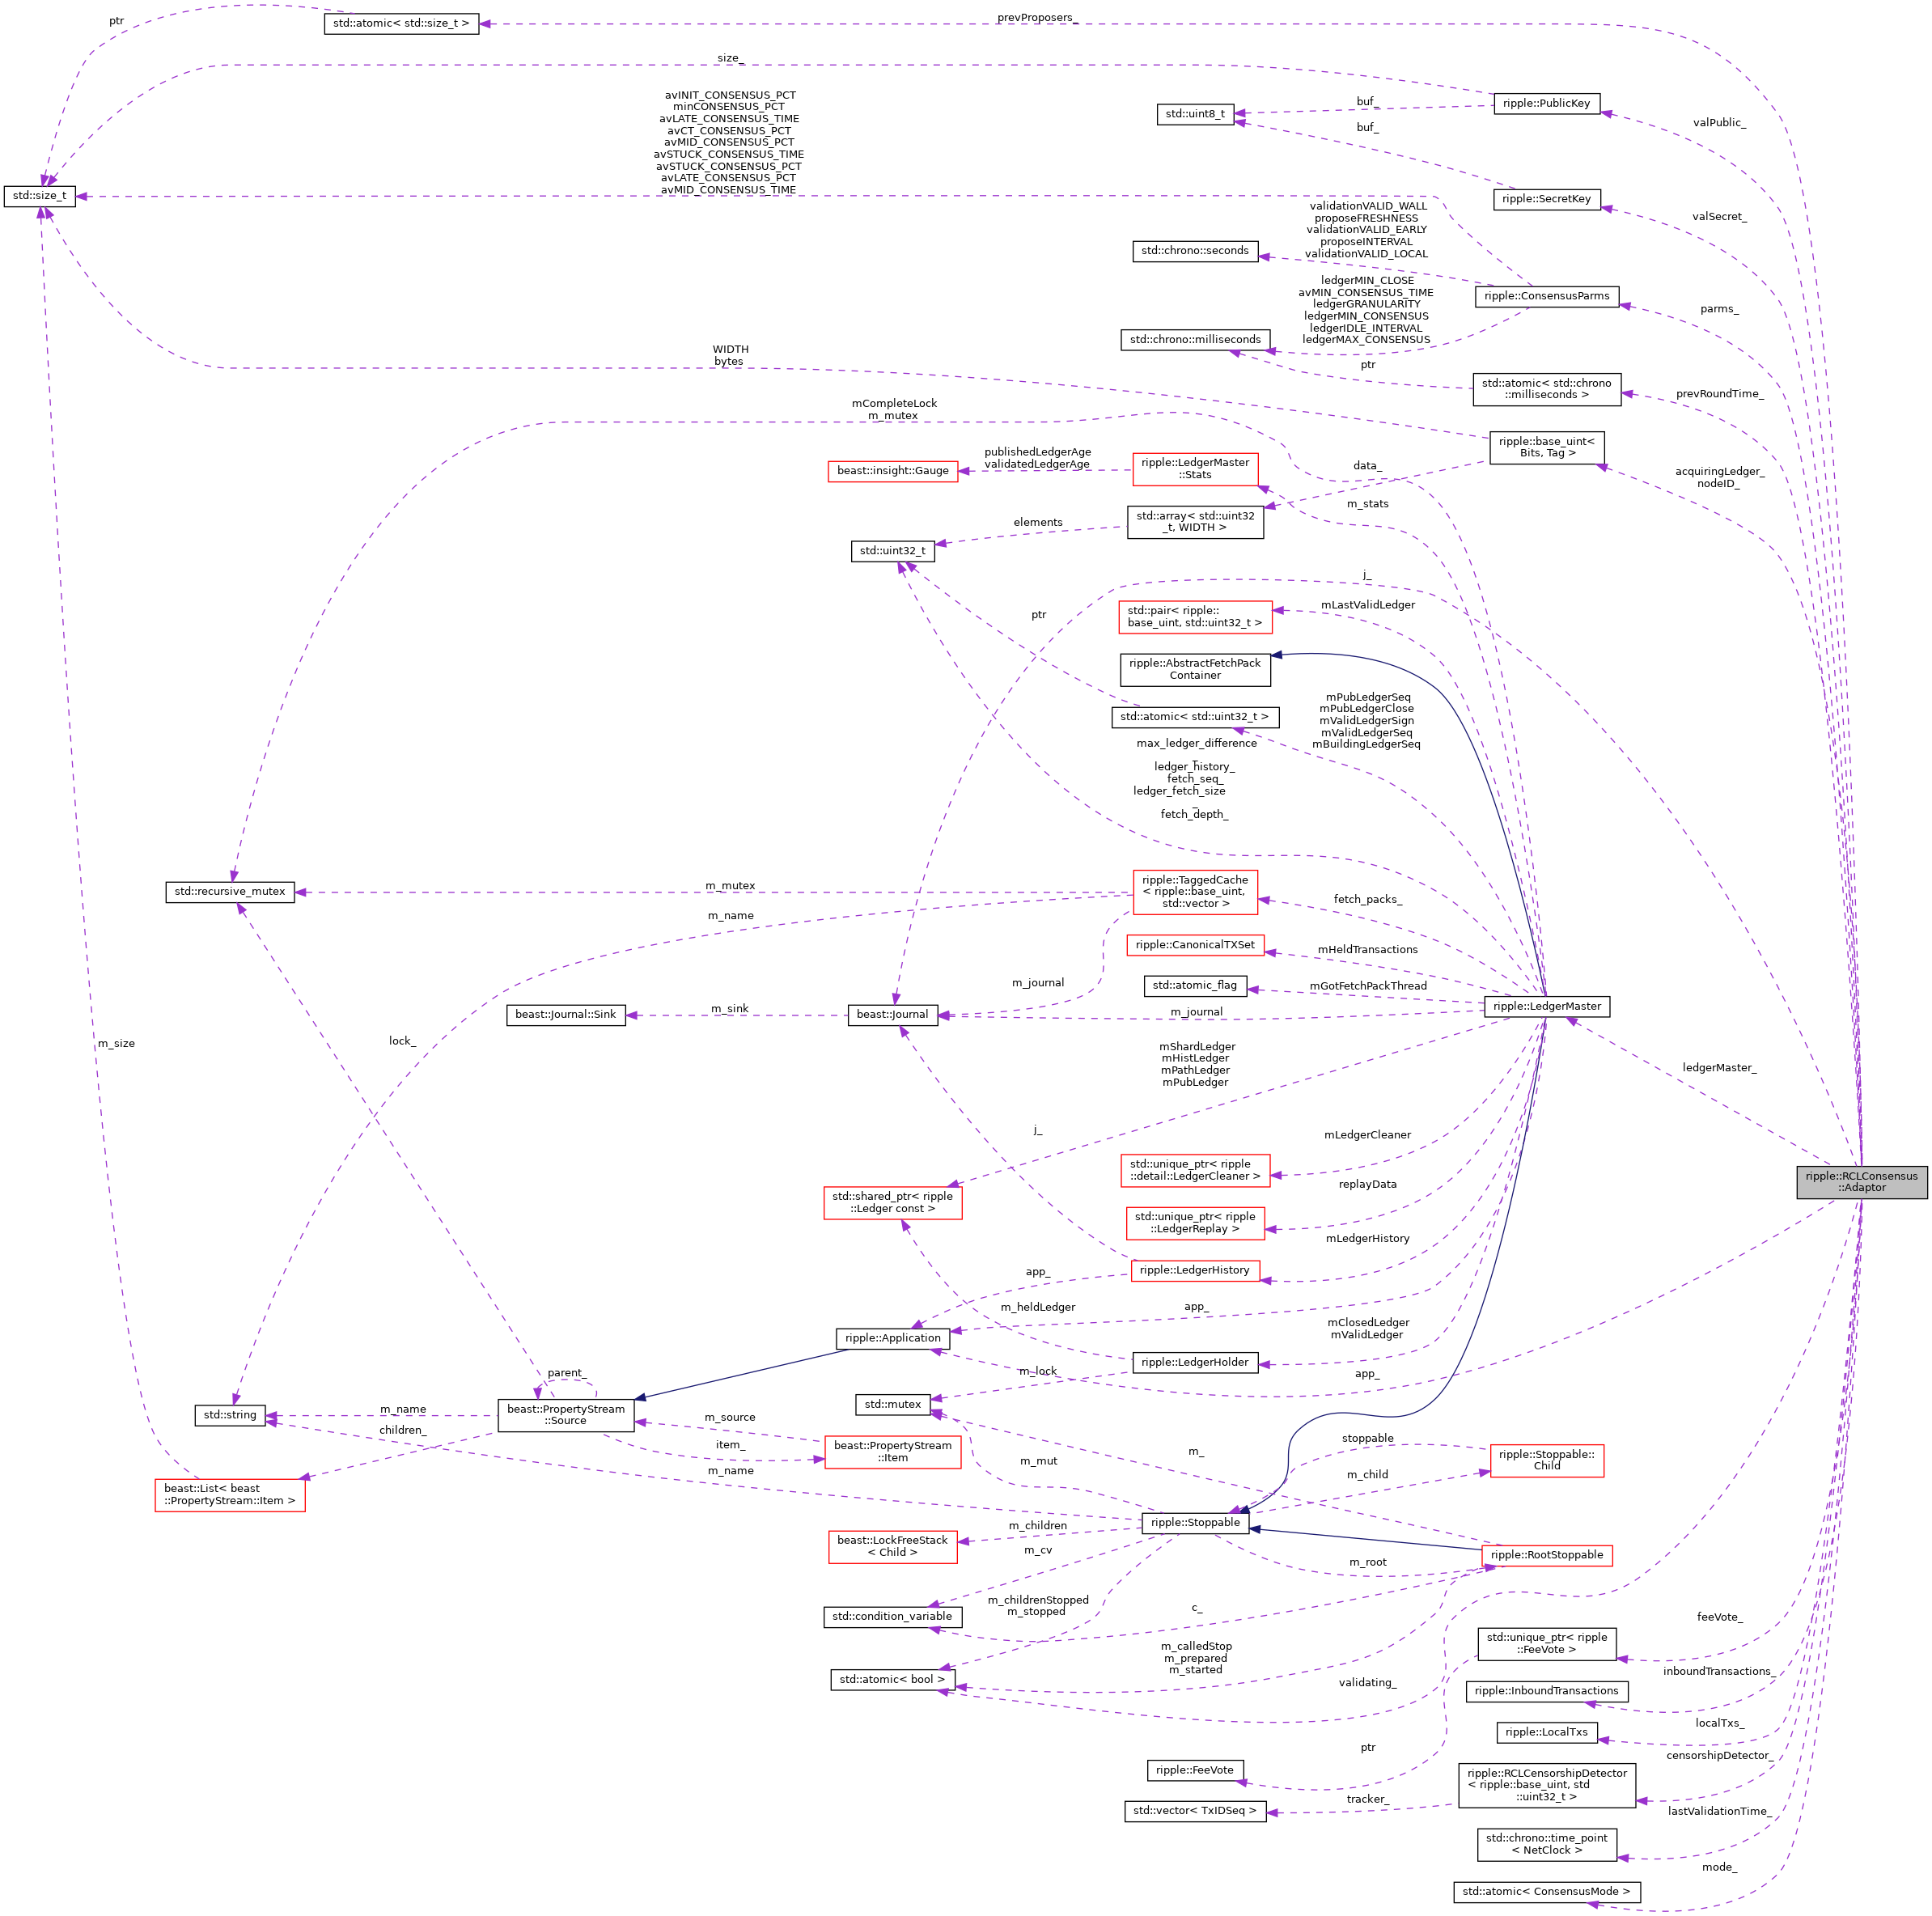 ptr
std::atomic< std::size_t >
prevProposers_
size_
avINIT_CONSENSUS_PCT
minCONSENSUS_PCT
avLATE_CONSENSUS_TIME
avCT_CONSENSUS_PCT
avMID_CONSENSUS_PCT
avSTUCK_CONSENSUS_TIME
avSTUCK_CONSENSUS_PCT
avLATE_CONSENSUS_PCT
avMID_CONSENSUS_TIME
std::uint8_t
buf_
buf_
ripple::PublicKey
valPublic_
std::size_t
ripple::SecretKey
valSecret_
validationVALID_WALL
proposeFRESHNESS
validationVALID_EARLY
proposeINTERVAL
validationVALID_LOCAL
std::chrono::seconds
ledgerMIN_CLOSE
avMIN_CONSENSUS_TIME
ledgerGRANULARITY
ledgerMIN_CONSENSUS
ledgerIDLE_INTERVAL
ledgerMAX_CONSENSUS
ripple::ConsensusParms
parms_
std::chrono::milliseconds
ptr
std::atomic< std::chrono
::milliseconds >
prevRoundTime_
WIDTH
bytes
mCompleteLock
m_mutex
ripple::base_uint<
Bits, Tag >
acquiringLedger_
nodeID_
beast::insight::Gauge
publishedLedgerAge
validatedLedgerAge
ripple::LedgerMaster
::Stats
data_
m_stats
elements
std::array< std::uint32
_t, WIDTH >
std::uint32_t
j_
ptr
std::pair< ripple::
base_uint, std::uint32_t >
mLastValidLedger
ripple::AbstractFetchPack
Container
std::atomic< std::uint32_t >
mPubLedgerSeq
mPubLedgerClose
mValidLedgerSign
mValidLedgerSeq
mBuildingLedgerSeq
max_ledger_difference
_
ledger_history_
fetch_seq_
ledger_fetch_size
_
fetch_depth_
std::recursive_mutex
m_mutex
m_name
ripple::TaggedCache
< ripple::base_uint,
std::vector >
fetch_packs_
ripple::CanonicalTXSet
mHeldTransactions
m_journal
std::atomic_flag
mGotFetchPackThread
beast::Journal::Sink
m_sink
beast::Journal
m_journal
ripple::LedgerMaster
lock_
m_size
mShardLedger
mHistLedger
mPathLedger
mPubLedger
ledgerMaster_
j_
mLedgerCleaner
std::unique_ptr< ripple
::detail::LedgerCleaner >
ripple::RCLConsensus
::Adaptor
std::shared_ptr< ripple
::Ledger const >
replayData
std::unique_ptr< ripple
::LedgerReplay >
mLedgerHistory
ripple::LedgerHistory
app_
m_heldLedger
app_
mClosedLedger
mValidLedger
ripple::Application
ripple::LedgerHolder
m_lock
app_
parent_
std::string
m_name
beast::PropertyStream
::Source
std::mutex
children_
m_source
item_
beast::PropertyStream
::Item
m_name
m_mut
m_
stoppable
m_child
ripple::Stoppable::
Child
beast::List< beast
::PropertyStream::Item >
ripple::Stoppable
m_children
beast::LockFreeStack
< Child >
m_cv
m_root
ripple::RootStoppable
m_childrenStopped
m_stopped
std::condition_variable
c_
feeVote_
m_calledStop
m_prepared
m_started
std::unique_ptr< ripple
::FeeVote >
std::atomic< bool >
validating_
inboundTransactions_
ripple::InboundTransactions
localTxs_
ripple::LocalTxs
ptr
censorshipDetector_
ripple::FeeVote
ripple::RCLCensorshipDetector
< ripple::base_uint, std
::uint32_t >
tracker_
std::vector< TxIDSeq >
lastValidationTime_
std::chrono::time_point
< NetClock >
mode_
std::atomic< ConsensusMode >